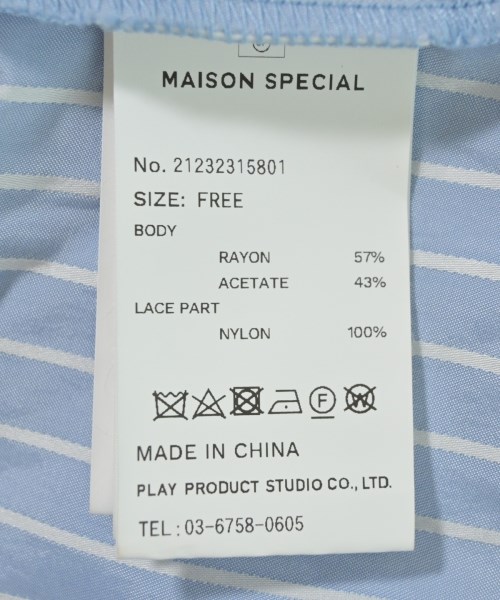 MAISON SPECIAL
No. 21232315801
SIZE: FREE
BODY
RAYON 57%
ACETATE 43%
LACE PART
NYLON 100%
F W
MADE IN CHINA
PLAY PRODUCT STUDIO CO., LTD.
TEL : 03-6758-0605